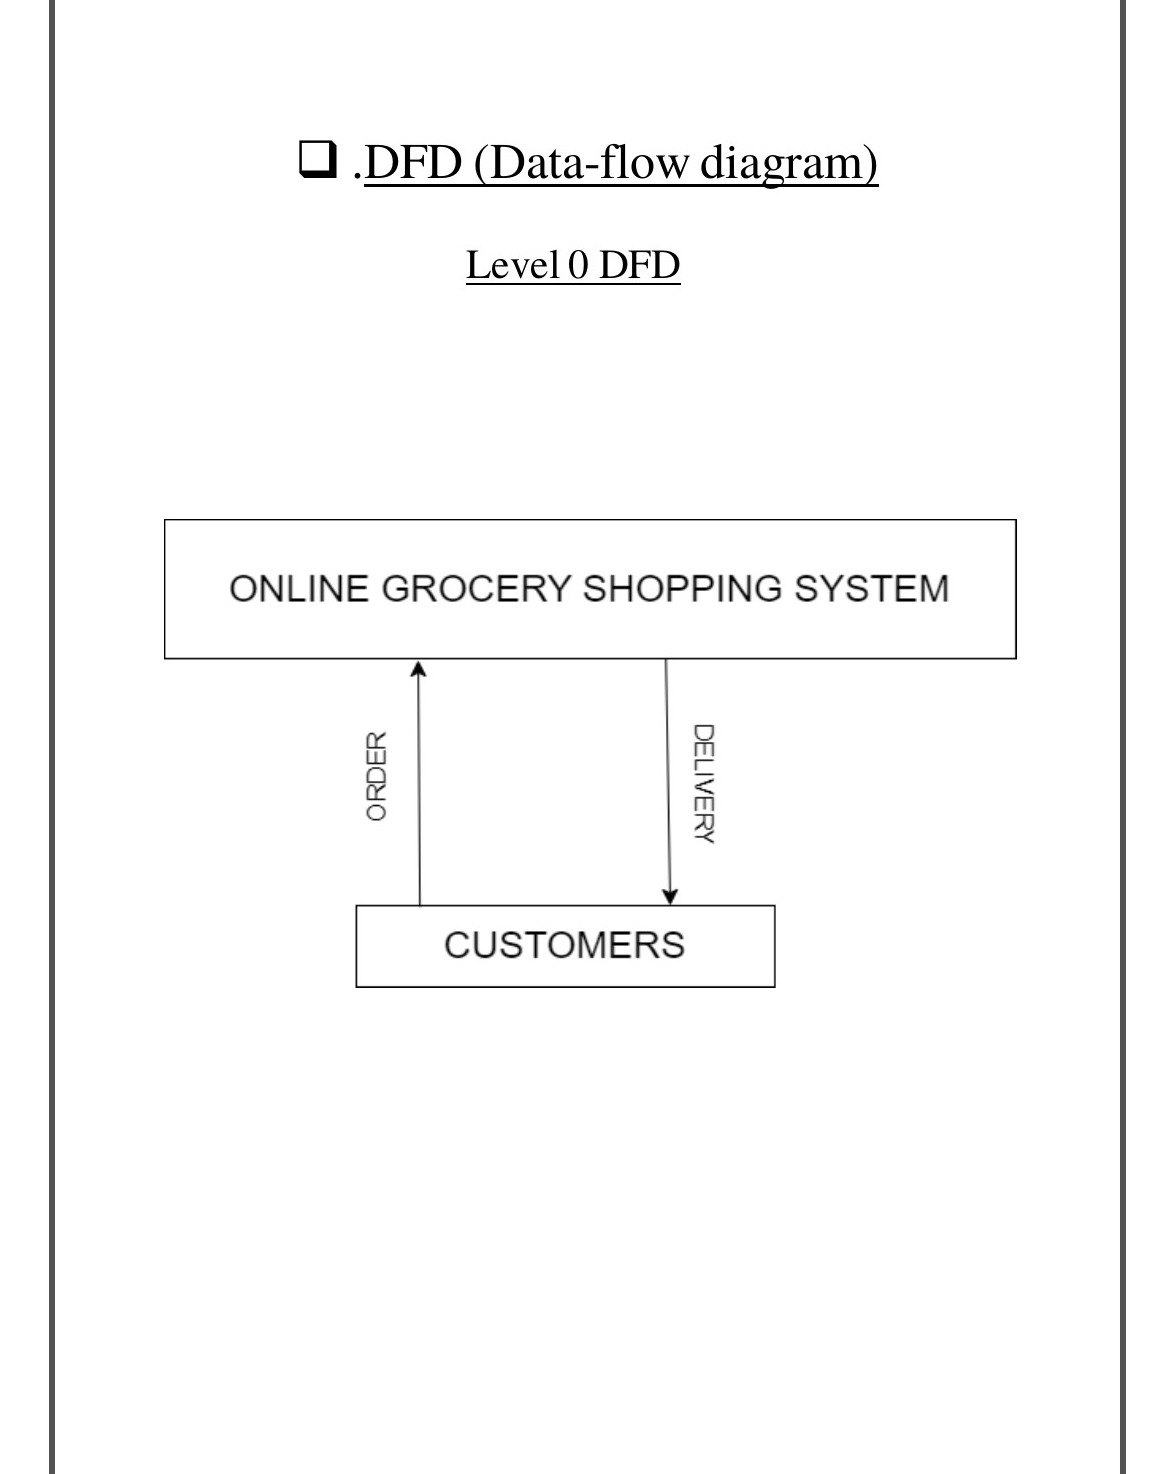 ❑ .DFD (Data-flow diagram)
Level 0 DFD
ONLINE GROCERY SHOPPING SYSTEM
ORDER
DELIVERY
CUSTOMERS